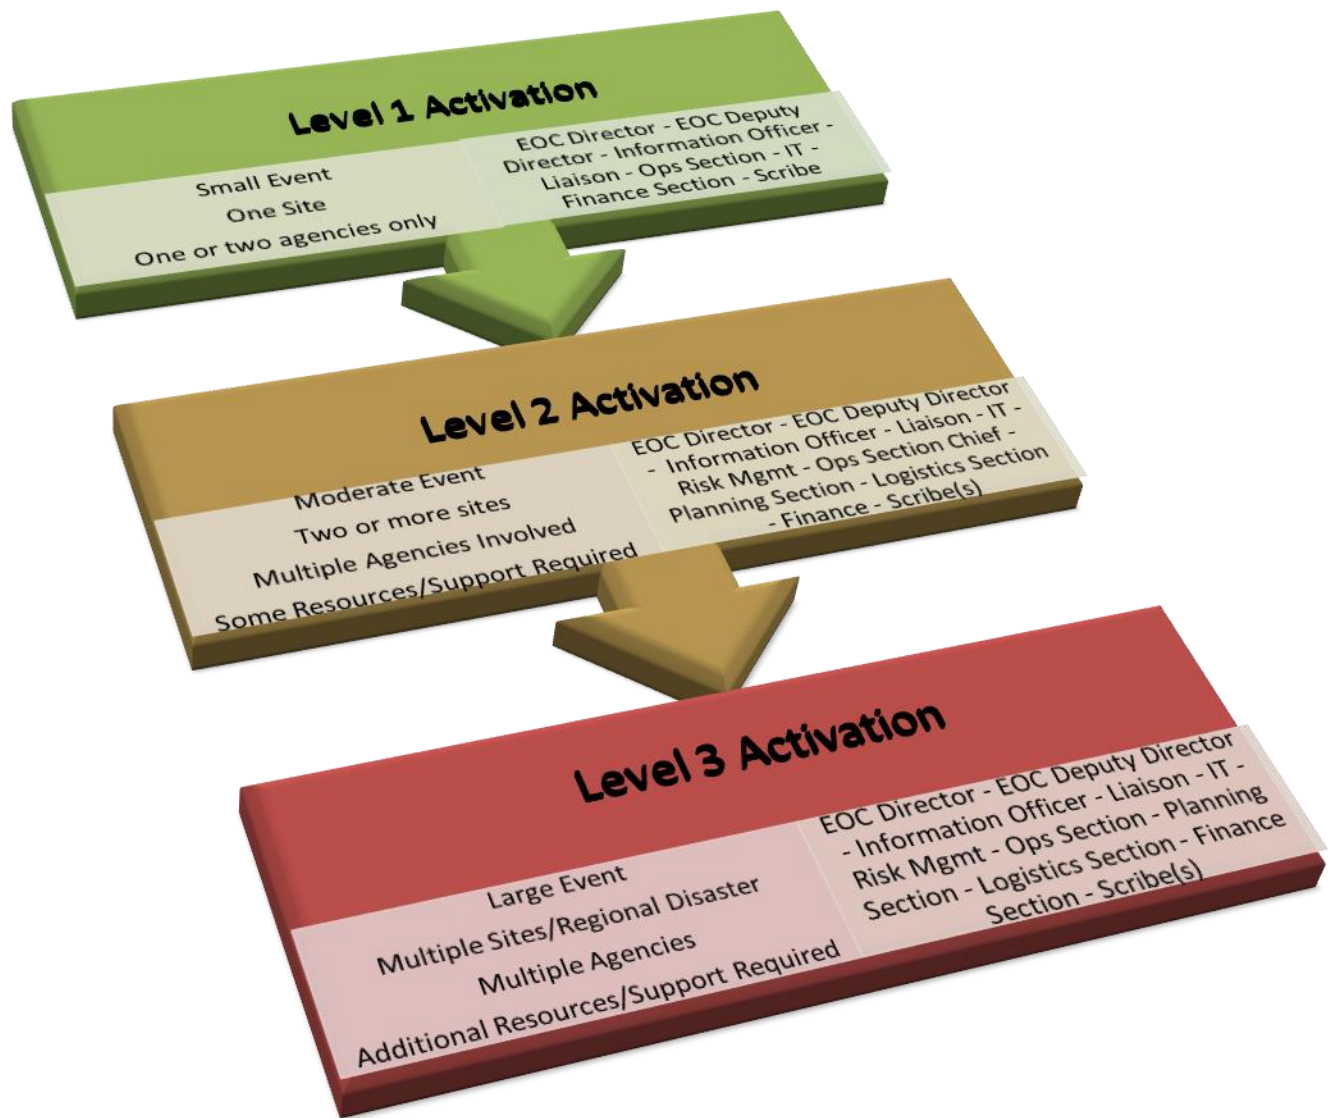 Level 1 Activation
Small Event
One Site
One or two agencies only
EOC Director - EOC Deputy
Director - Information Officer -
Liaison - Ops Section - IT -
Finance Section - Scribe
Level 2 Activation
Moderate Event
Two or more sites
Multiple Agencies Involved
Some Resources/Support Required
EOC Director - EOC Deputy Director
- Information Officer - Liaison - IT -
Risk Mgmt - Ops Section Chief -
Planning Section - Logistics Section
- Finance - Scribe(s)
Level 3 Activation
Large Event
Multiple Sites/Regional Disaster
Multiple Agencies
Additional Resources/Support Required
EOC Director - EOC Deputy Director
- Information Officer - Liaison - IT -
Risk Mgmt - Ops Section - Planning
Section - Logistics Section - Finance
Section - Scribe(s)